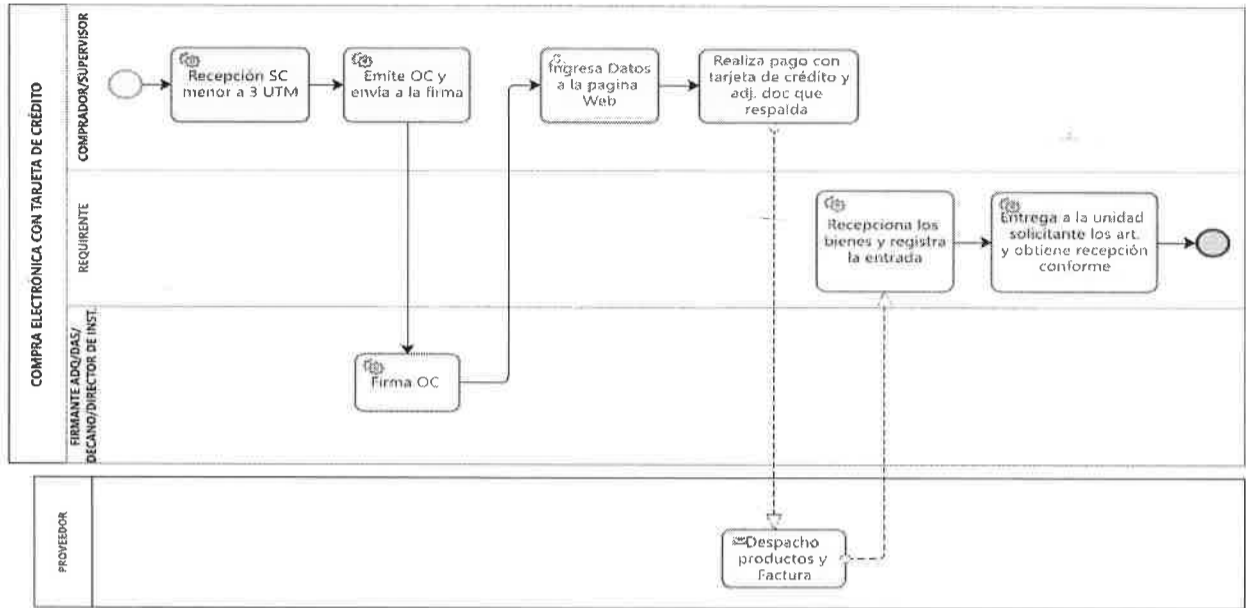 COMPRA ELECTRÓNICA CON TARJETA DE CRÉDITO
COMPRADOR/SUPERVISOR
Recepción SC
menor a 3 UTM
Emite OC y
envía a la firma
Ingresa Datos
a la pagina
Web
Realiza pago con
tarjeta de crédito y
adj. doc que
respalda
REQUIRENTE
Recepciona los
bienes y registra
la entrada
Entrega a la unidad
solicitante los art.
y obtiene recepción
conforme
FIRMANTE ADQ/DAS/
DECANO/DIRECTOR DE INST.
Firma OC
PROVEEDOR
Despacho
productos y
Factura